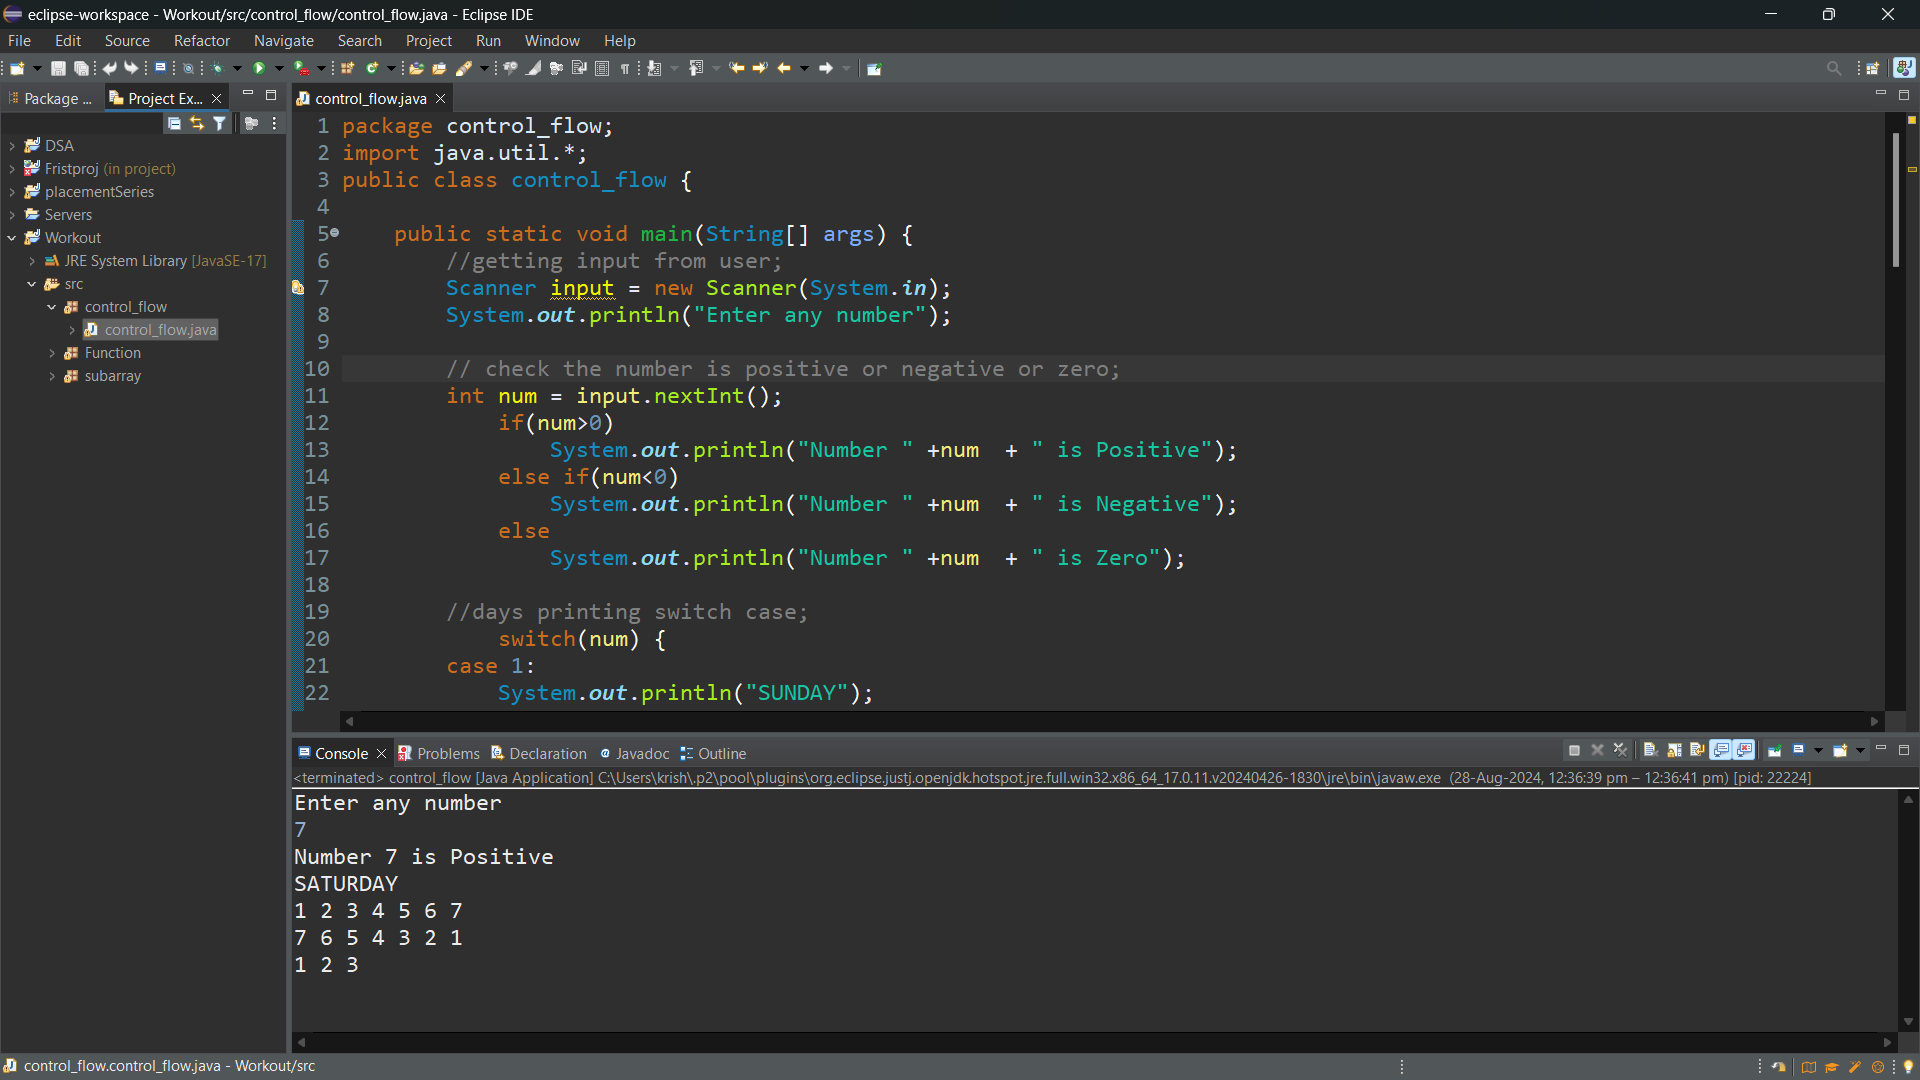 eclipse-workspace - Workout/src/control_flow/control_flow.java - Eclipse IDE
File Edit Source Refactor Navigate Search Project Run Window Help
Package ... Project Ex... control_flow.java
DSA
Fristproj (in project)
placementSeries
Servers
Workout
JRE System Library [JavaSE-17]
src
control_flow
control_flow.java
Function
subarray
1 package control_flow;
2 import java.util.*;
3 public class control_flow {
4
5 public static void main(String[] args) {
6 //getting input from user;
7 Scanner input = new Scanner(System.in);
8 System.out.println("Enter any number");
9
10 // check the number is positive or negative or zero;
11 int num = input.nextInt();
12 if(num>0)
13 System.out.println("Number " +num  + " is Positive");
14 else if(num<0)
15 System.out.println("Number " +num  + " is Negative");
16 else
17 System.out.println("Number " +num  + " is Zero");
18
19 //days printing switch case;
20 switch(num) {
21 case 1:
22 System.out.println("SUNDAY");
Console Problems Declaration Javadoc Outline
<terminated> control_flow [Java Application] C:\Users\krish\.p2\pool\plugins\org.eclipse.justj.openjdk.hotspot.jre.full.win32.x86_64_17.0.11.v20240426-1830\jre\bin\javaw.exe (28-Aug-2024, 12:36:39 pm – 12:36:41 pm) [pid: 22224]
Enter any number
7
Number 7 is Positive
SATURDAY
1 2 3 4 5 6 7
7 6 5 4 3 2 1
1 2 3
control_flow.control_flow.java - Workout/src